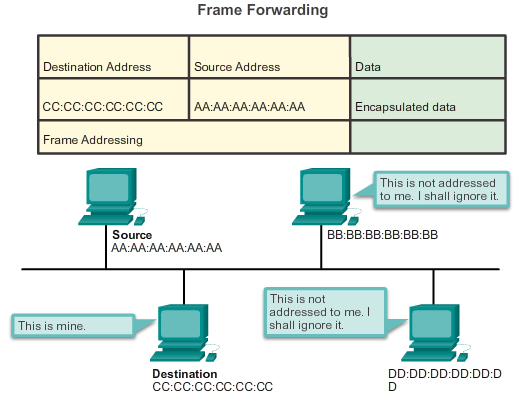 Frame Forwarding
Destination Address Source Address Data
CC:CC:CC:CC:CC:CC AA:AA:AA:AA:AA:AA Encapsulated data
Frame Addressing
This is not addressed
to me. I shall ignore it.
Source
AA:AA:AA:AA:AA:AA
BB:BB:BB:BB:BB:BB
This is mine.
This is not
addressed to me. I
shall ignore it.
Destination
CC:CC:CC:CC:CC:CC
DD:DD:DD:DD:DD:D
D